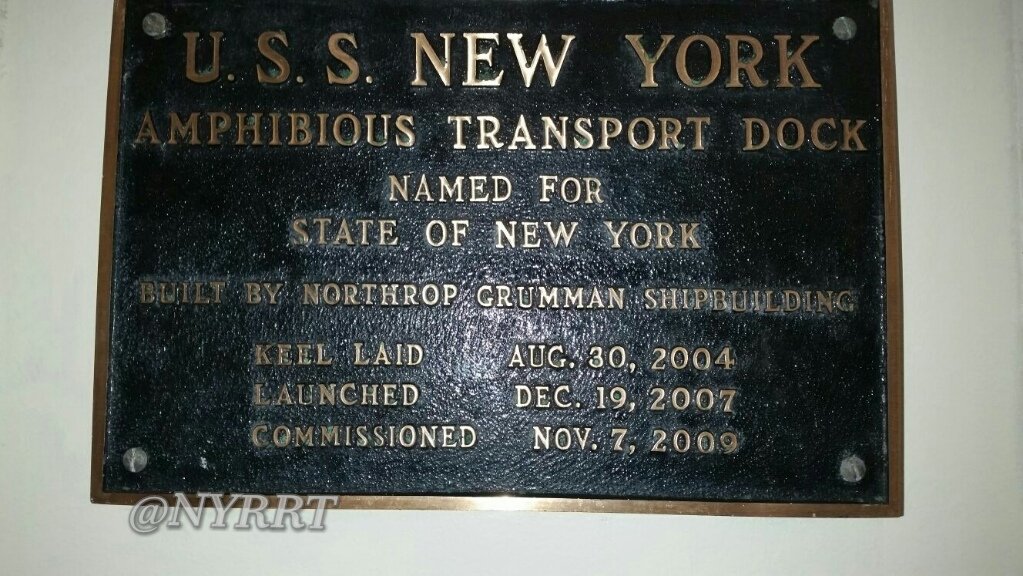 U.S.S. NEW YORK
AMPHIBIOUS TRANSPORT DOCK
NAMED FOR
STATE OF NEW YORK
BUILT BY NORTHROP GRUMMAN SHIPBUILDING
KEEL LAID AUG. 30, 2004
LAUNCHED DEC. 19, 2007
COMMISSIONED NOV. 7, 2009
@NYRRT